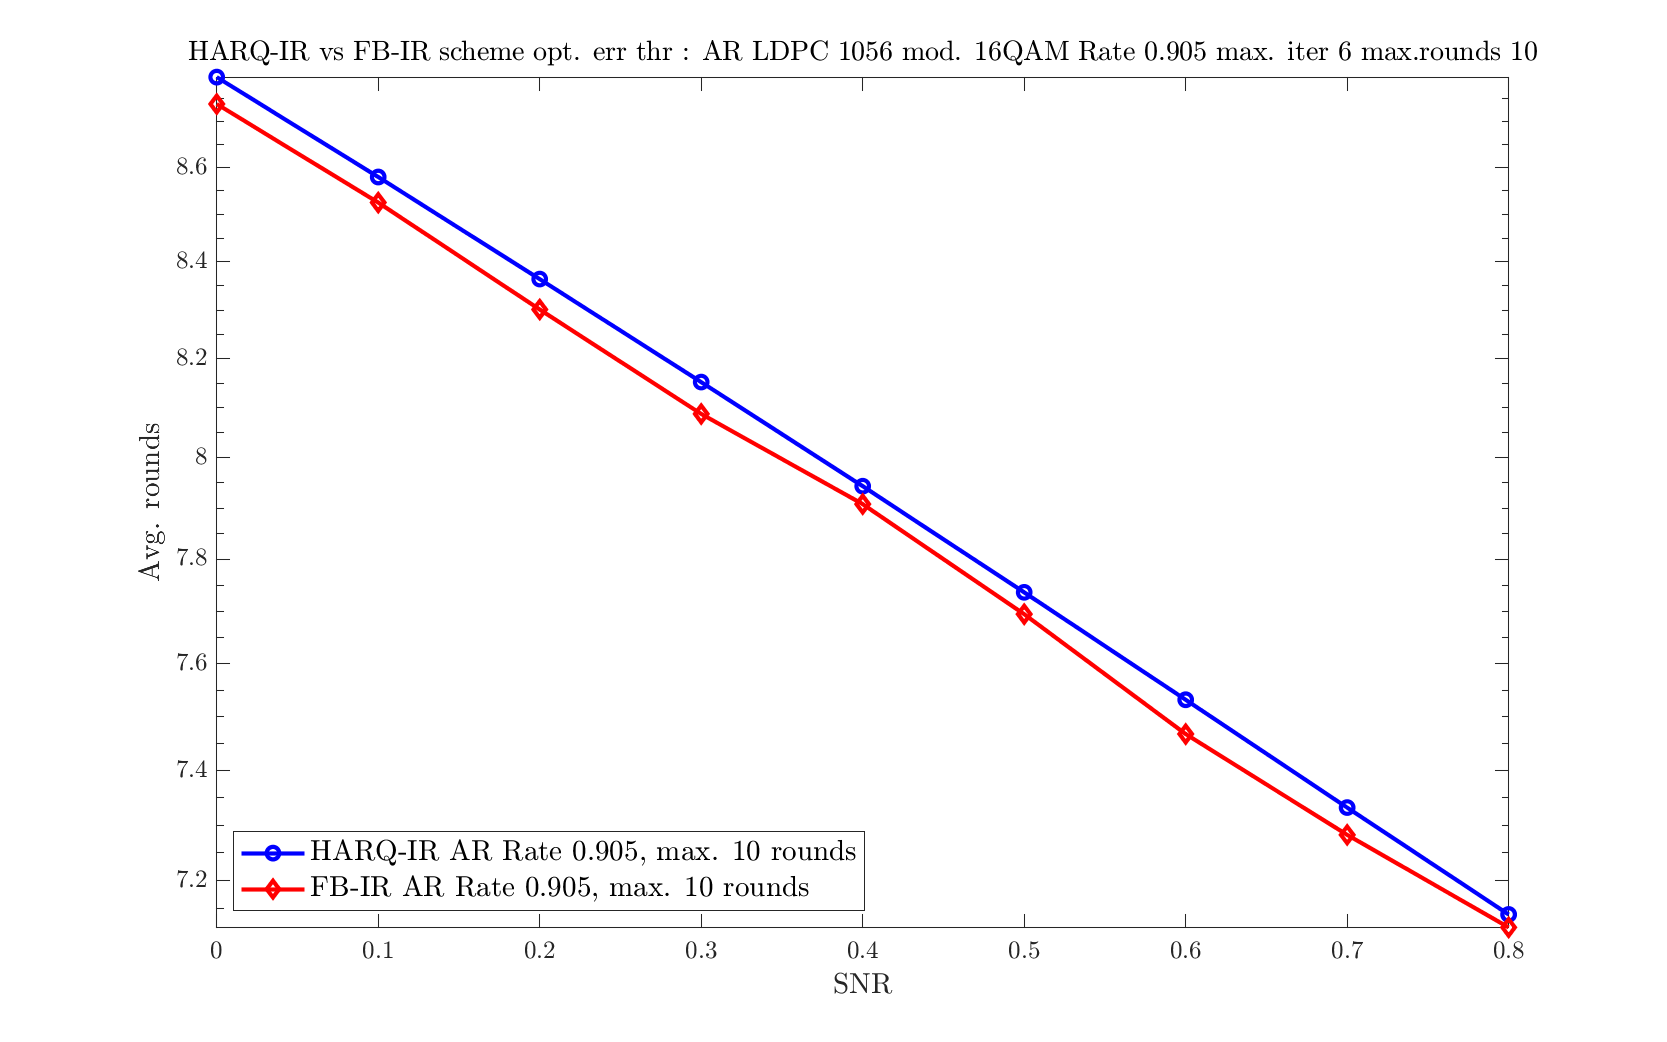 HARQ-IR vs FB-IR scheme opt. err thr : AR LDPC 1056 mod. 16QAM Rate 0.905 max. iter 6 max.rounds 10
8.6
8.4
8.2
8
7.8
7.6
7.4
7.2
Avg. rounds
HARQ-IR AR Rate 0.905, max. 10 rounds
FB-IR AR Rate 0.905, max. 10 rounds
0 0.1 0.2 0.3 0.4 0.5 0.6 0.7 0.8
SNR